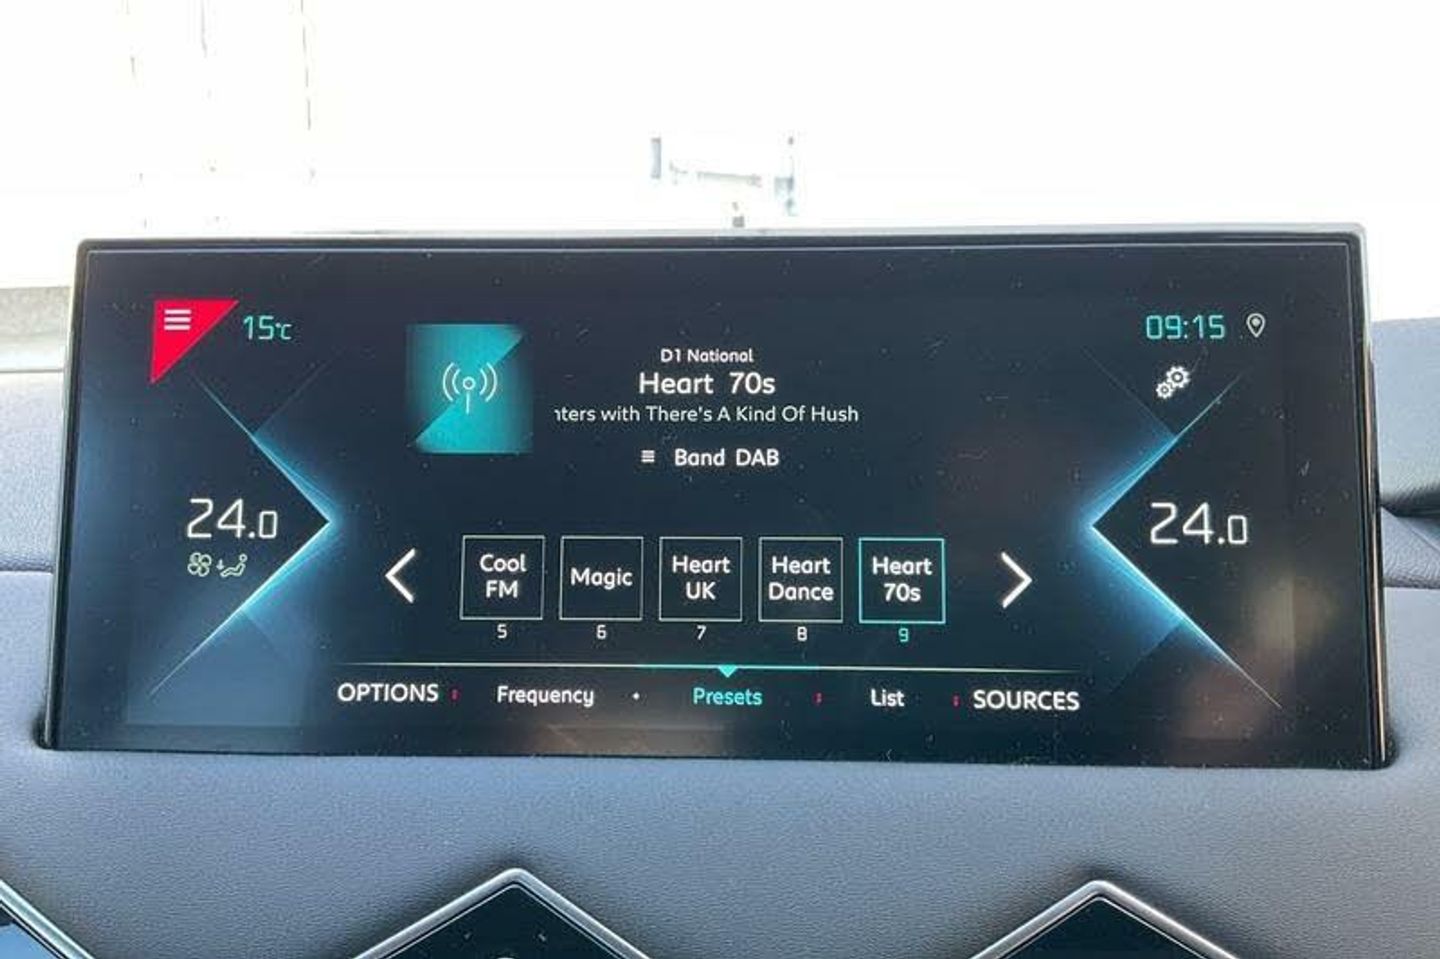 15℃
09:15
D1 National
Heart 70s
nters with There's A Kind Of Hush
Band DAB
24.0
24.0
Cool
FM
5
Magic
6
Heart
UK
7
Heart
Dance
8
Heart
70s
9
OPTIONS
Frequency
Presets
List
SOURCES